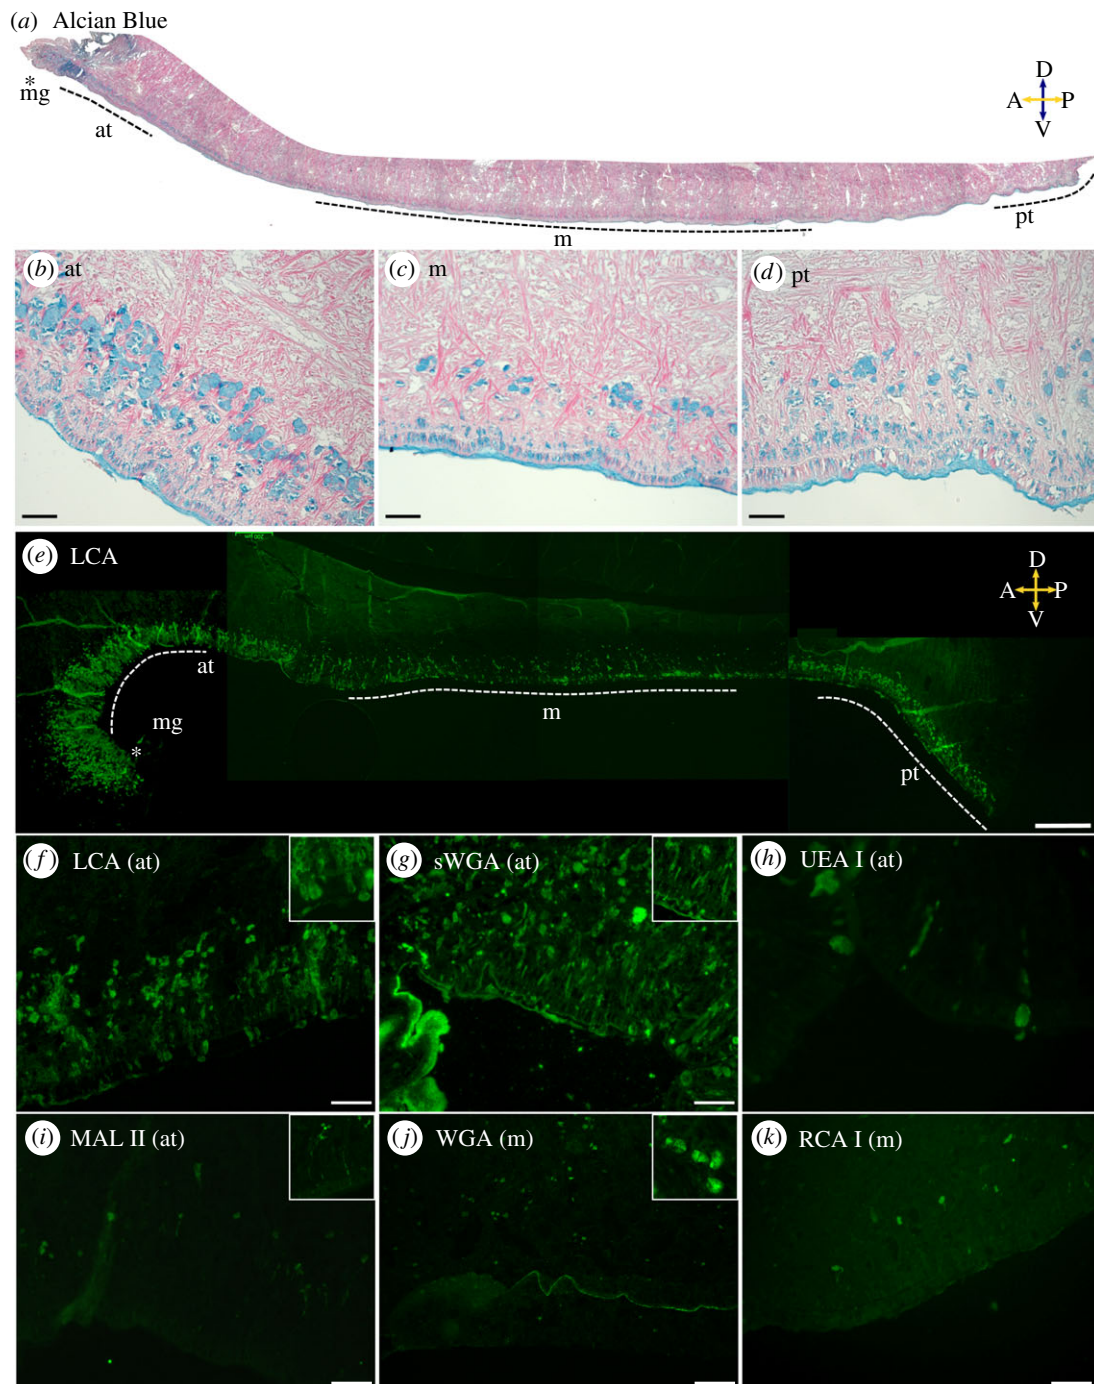 (a) Alcian Blue
*
mg
at
m
pt
D
A P
V
(b) at
(c) m
(d) pt
(e) LCA
at
mg
*
m
pt
D
A P
V
(f) LCA (at)
(g) sWGA (at)
(h) UEA I (at)
(i) MAL II (at)
(j) WGA (m)
(k) RCA I (m)